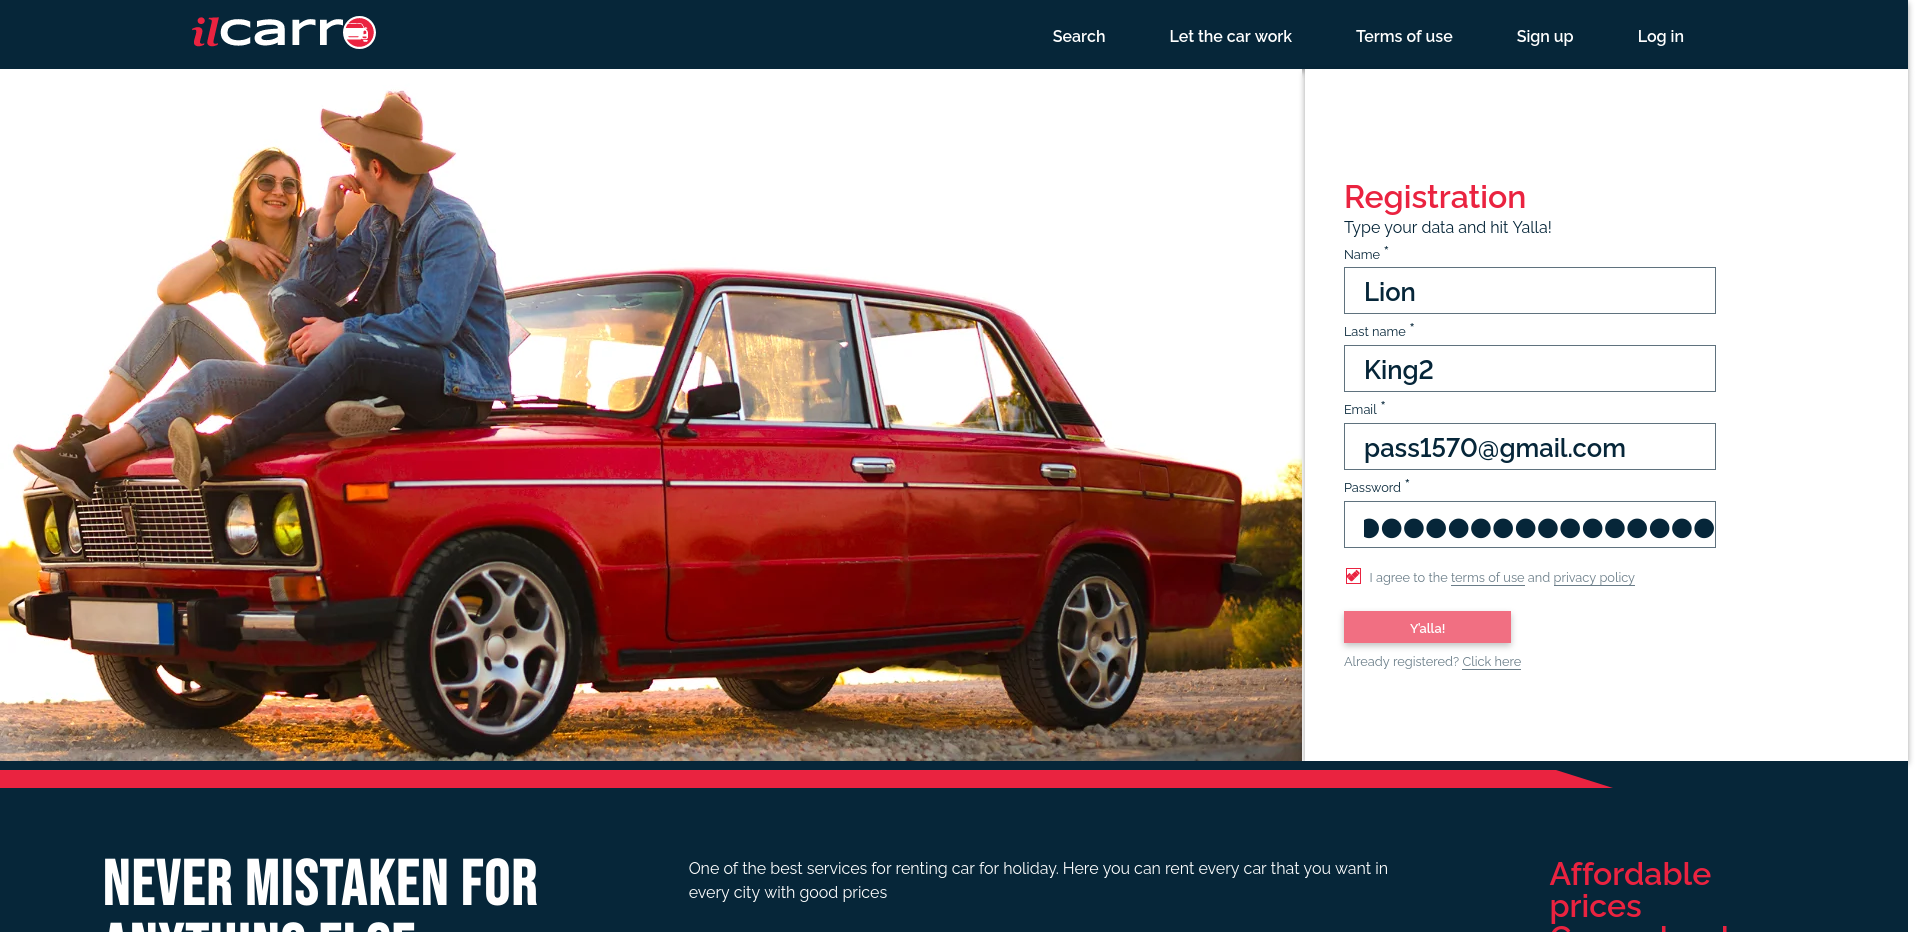 ilcarro
Search Let the car work Terms of use Sign up Log in
Registration
Type your data and hit Yalla!
Name *
Lion
Last name *
King2
Email *
pass1570@gmail.com
Password *
I agree to the terms of use and privacy policy
Y'alla!
Already registered? Click here
NEVER MISTAKEN FOR
ANYTHING ELSE
One of the best services for renting car for holiday. Here you can rent every car that you want in
every city with good prices
Affordable
prices